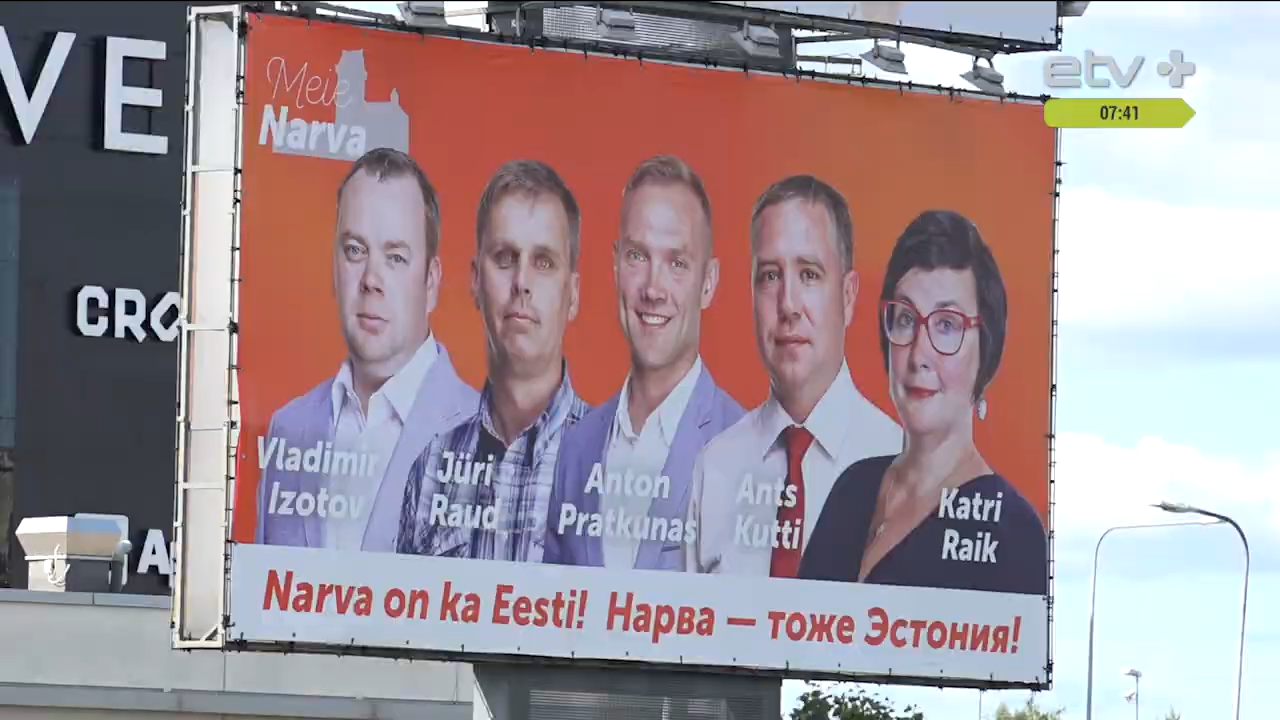 VE
etv+
07:41
Meie
Narva
CRO
Vladimir
Izotov
Jüri
Raud
Anton
Pratkunas
Ants
Kutti
Katri
Raik
A
Narva on ka Eesti! Нарва — тоже Эстония!